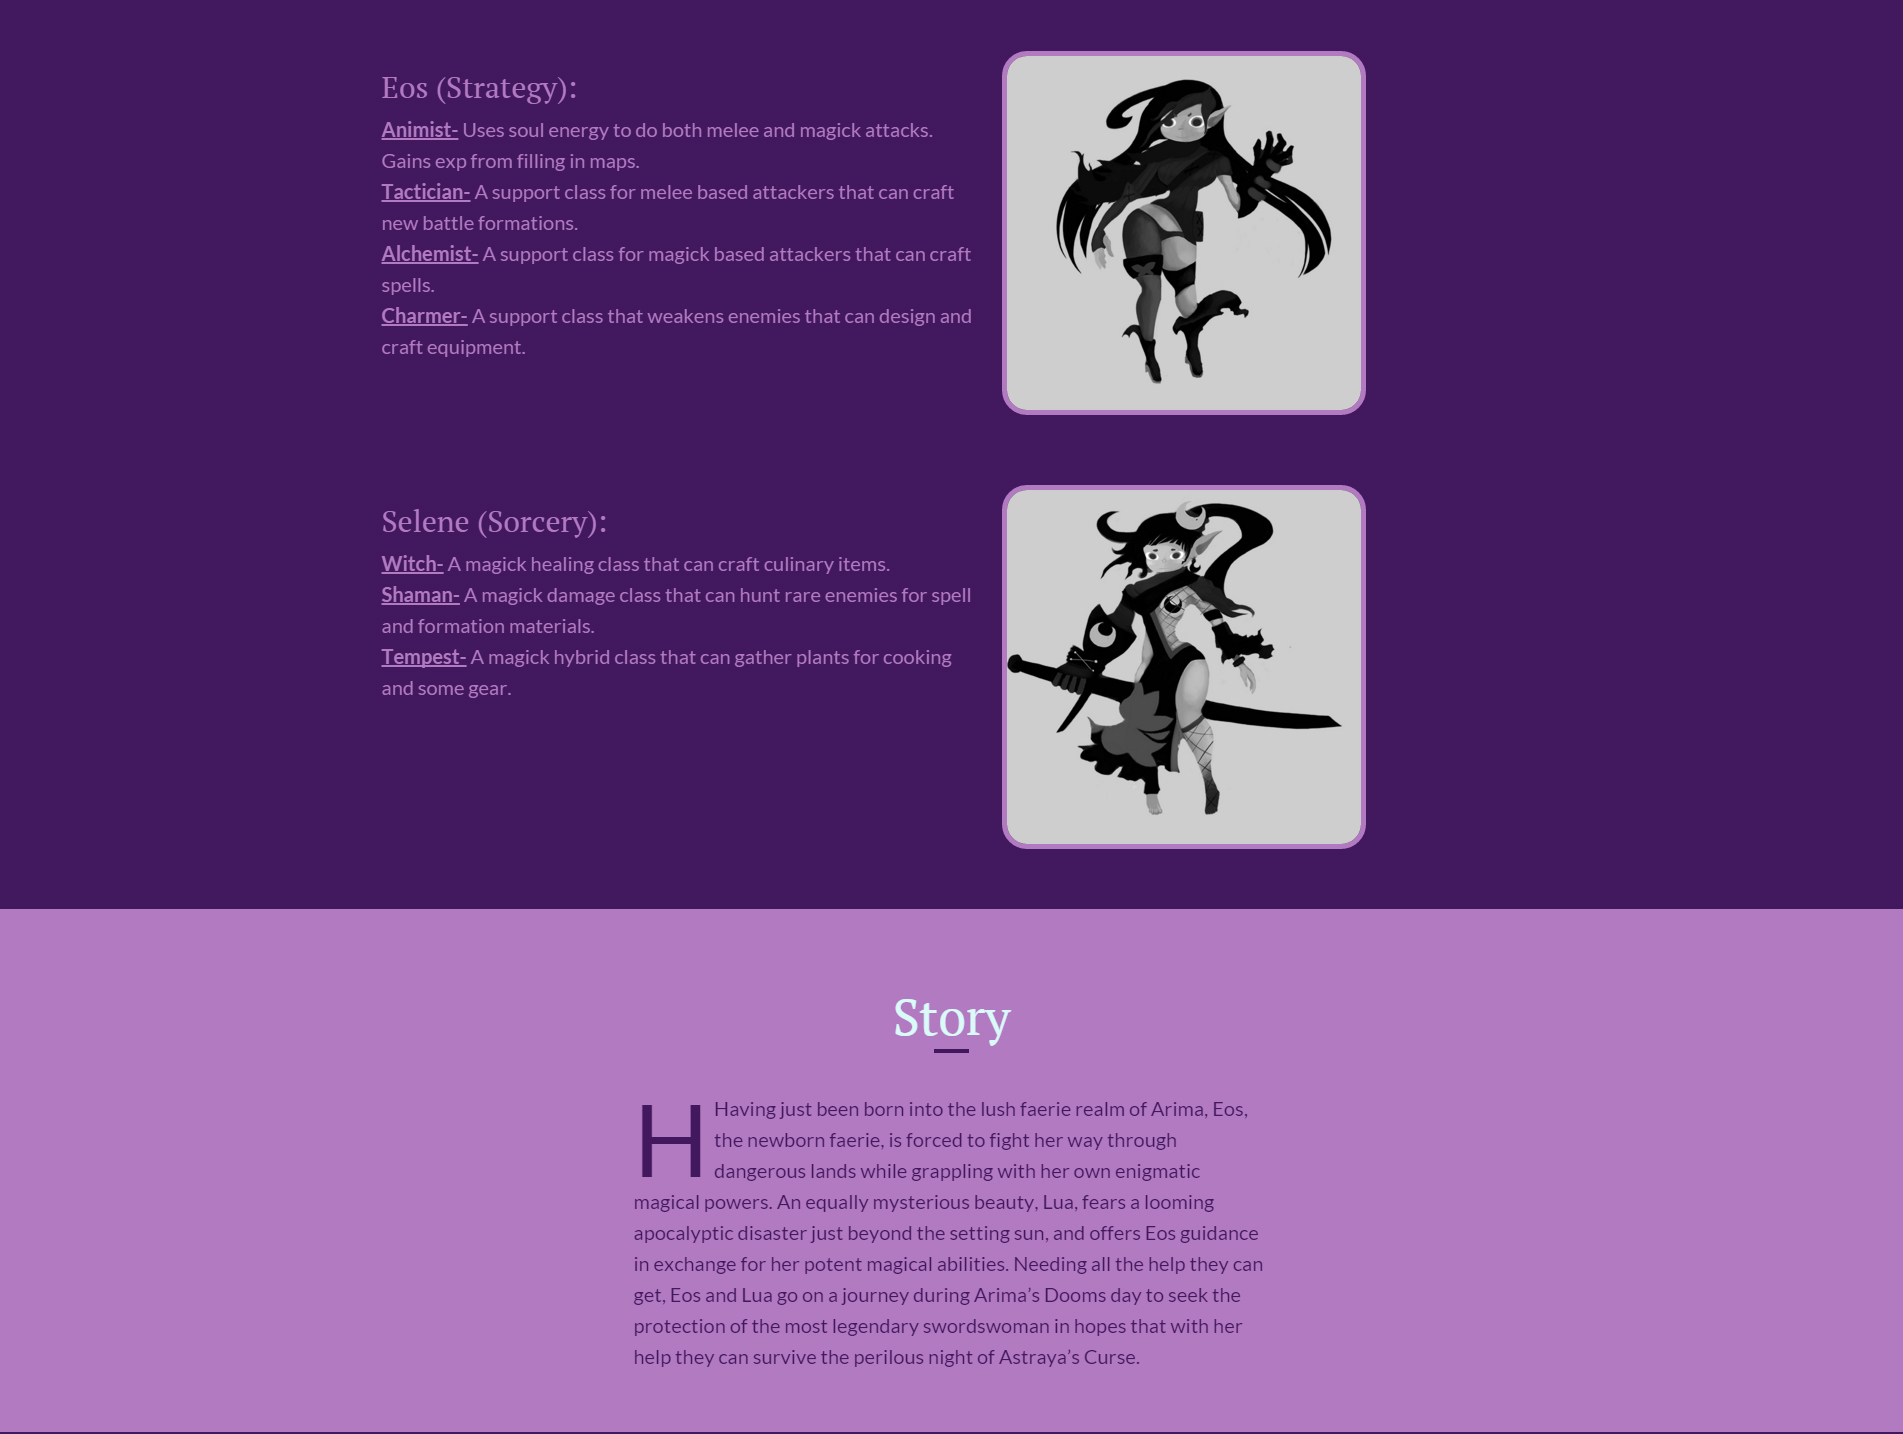 Eos (Strategy):
Animist- Uses soul energy to do both melee and magick attacks.
Gains exp from filling in maps.
Tactician- A support class for melee based attackers that can craft
new battle formations.
Alchemist- A support class for magick based attackers that can craft
spells.
Charmer- A support class that weakens enemies that can design and
craft equipment.
Selene (Sorcery):
Witch- A magick healing class that can craft culinary items.
Shaman- A magick damage class that can hunt rare enemies for spell
and formation materials.
Tempest- A magick hybrid class that can gather plants for cooking
and some gear.
Story
H Having just been born into the lush faerie realm of Arima, Eos,
the newborn faerie, is forced to fight her way through
dangerous lands while grappling with her own enigmatic
magical powers. An equally mysterious beauty, Lua, fears a looming
apocalyptic disaster just beyond the setting sun, and offers Eos guidance
in exchange for her potent magical abilities. Needing all the help they can
get, Eos and Lua go on a journey during Arima’s Dooms day to seek the
protection of the most legendary swordswoman in hopes that with her
help they can survive the perilous night of Astraya’s Curse.